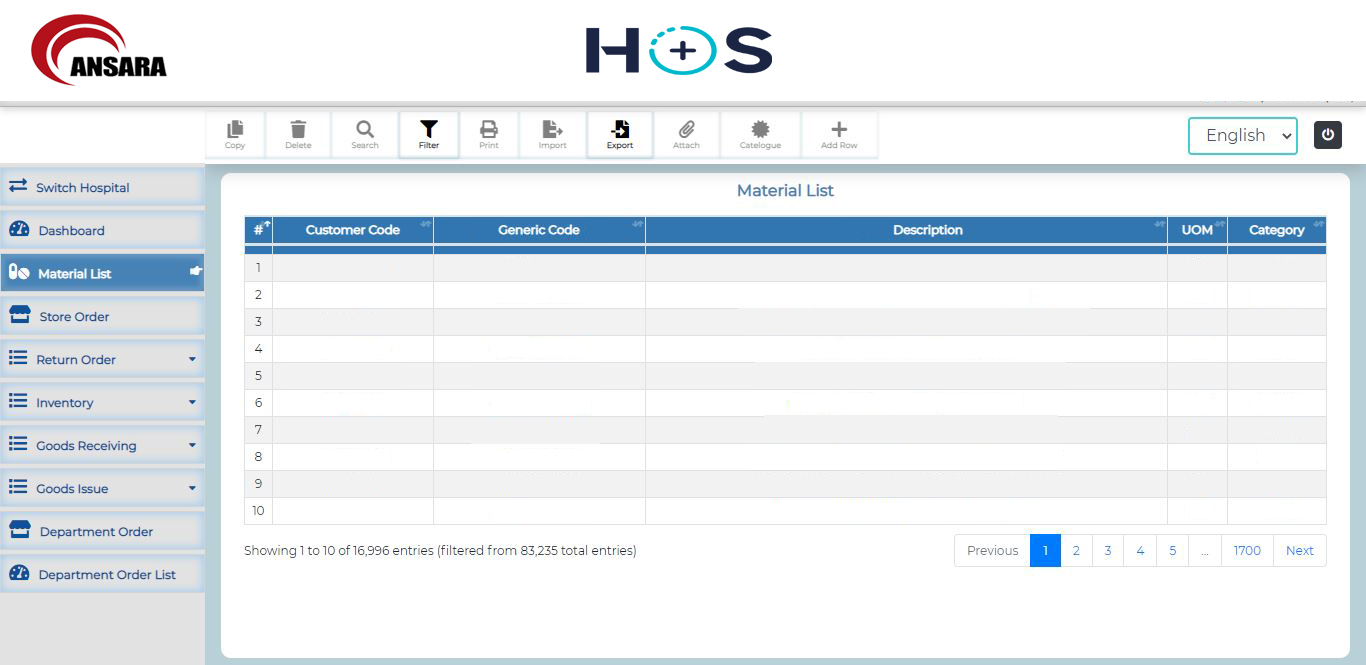 ANSARA
HOS
Copy Delete Search Filter Print Import Export Attach Catalogue Add Row
English
Switch Hospital
Dashboard
Material List
Store Order
Return Order
Inventory
Goods Receiving
Goods Issue
Department Order
Department Order List
Material List
# Customer Code Generic Code Description UOM Category
1
2
3
4
5
6
7
8
9
10
Showing 1 to 10 of 16,996 entries (filtered from 83,235 total entries)
Previous 1 2 3 4 5 ... 1700 Next